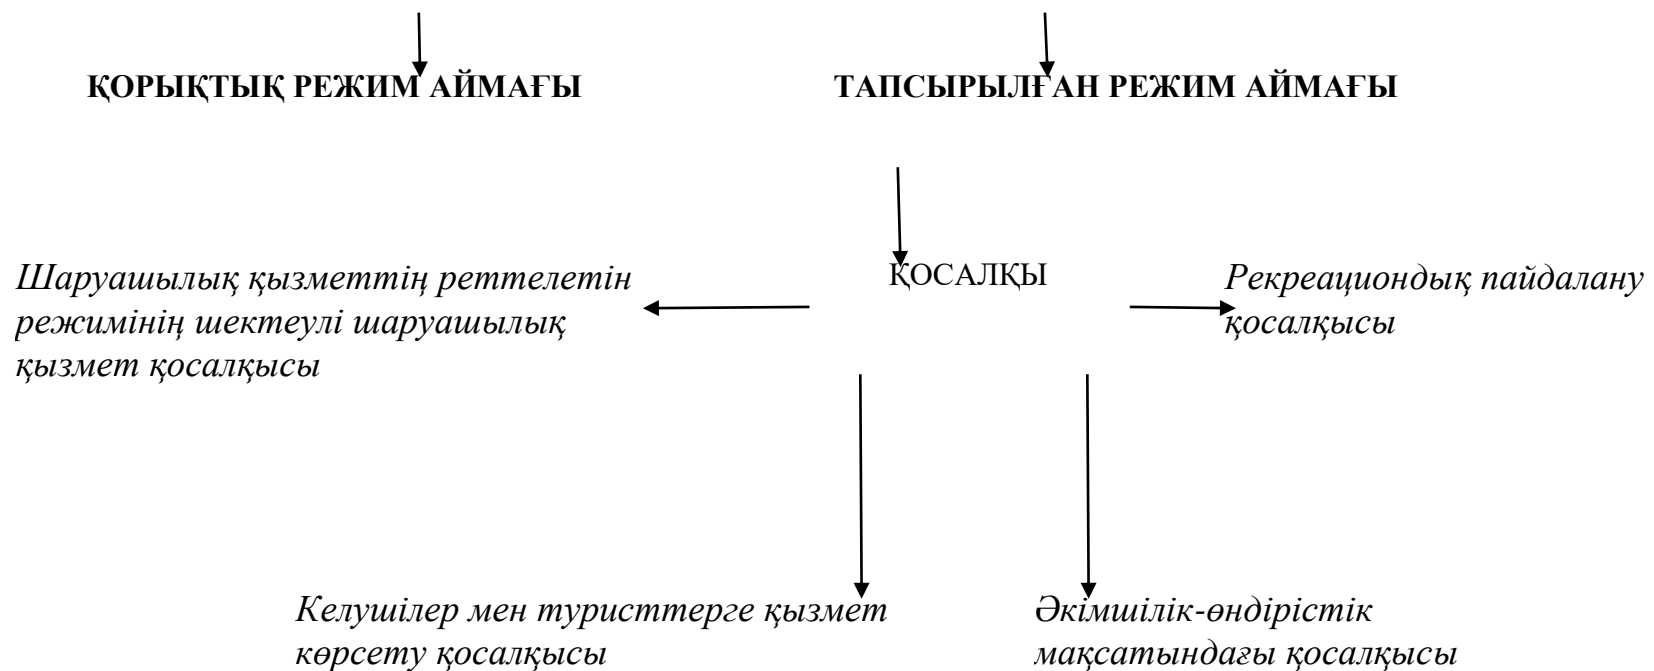 ҚОРЫҚТЫҚ РЕЖИМ АЙМАҒЫ
ТАПСЫРЫЛҒАН РЕЖИМ АЙМАҒЫ
ҚОСАЛҚЫ
Шаруашылық қызметтің реттелетін
режимінің шектеулі шаруашылық
қызмет қосалқысы
Рекреациондық пайдалану
қосалқысы
Келушілер мен туристтерге қызмет
көрсету қосалқысы
Әкімшілік-өндірістік
мақсатындағы қосалқысы